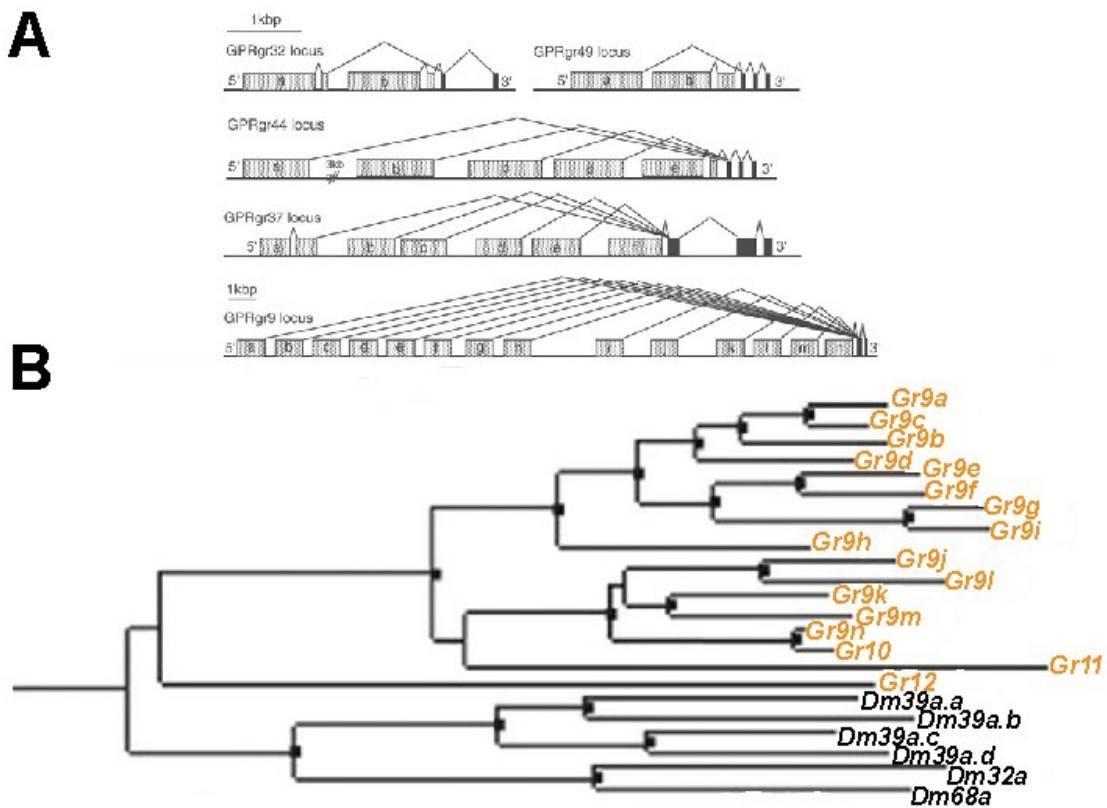 A
1kbp
GPRgr32 locus
5' a b 3'
GPRgr49 locus
5' a b 3'
GPRgr44 locus
5' a 3kb b c d e 3'
GPRgr37 locus
5' a b c d e f 3'
1kbp
GPRgr9 locus
5' a b c d e f g h i j k l m n 3'
B
Gr9a
Gr9c
Gr9b
Gr9d
Gr9e
Gr9f
Gr9g
Gr9i
Gr9h
Gr9j
Gr9l
Gr9k
Gr9m
Gr9n
Gr10
Gr11
Gr12
Dm39a.a
Dm39a.b
Dm39a.c
Dm39a.d
Dm32a
Dm68a